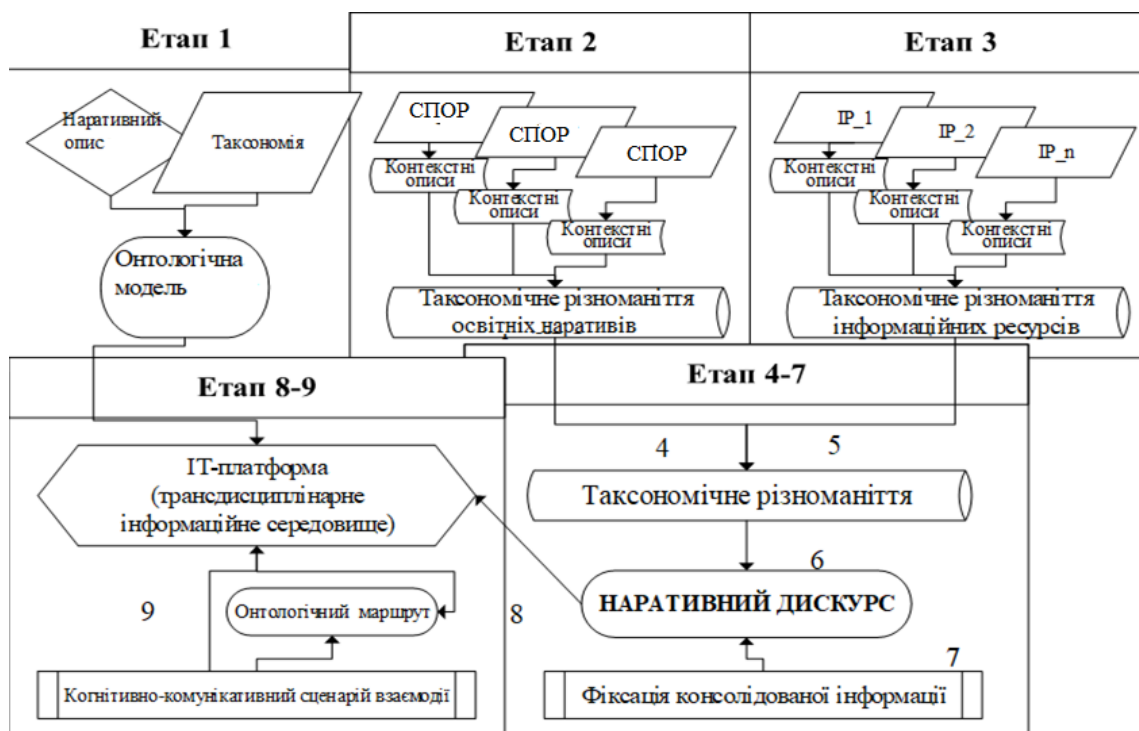 Етап 1
Наративний
опис
Таксономія
Онтологічна
модель
Етап 2
СПОР
СПОР
СПОР
Контекстні
описи
Контекстні
описи
Контекстні
описи
Таксономічне різноманіття
освітніх наративів
Етап 3
ІР_1
ІР_2
ІР_n
Контекстні
описи
Контекстні
описи
Контекстні
описи
Таксономічне різноманіття
інформаційних ресурсів
Етап 8-9
ІТ-платформа
(трансдисциплінарне
інформаційне середовище)
9
Онтологічний маршрут
8
Когнітивно-комунікативний сценарій взаємодії
Етап 4-7
4
5
Таксономічне різноманіття
6
НАРАТИВНИЙ ДИСКУРС
7
Фіксація консолідованої інформації